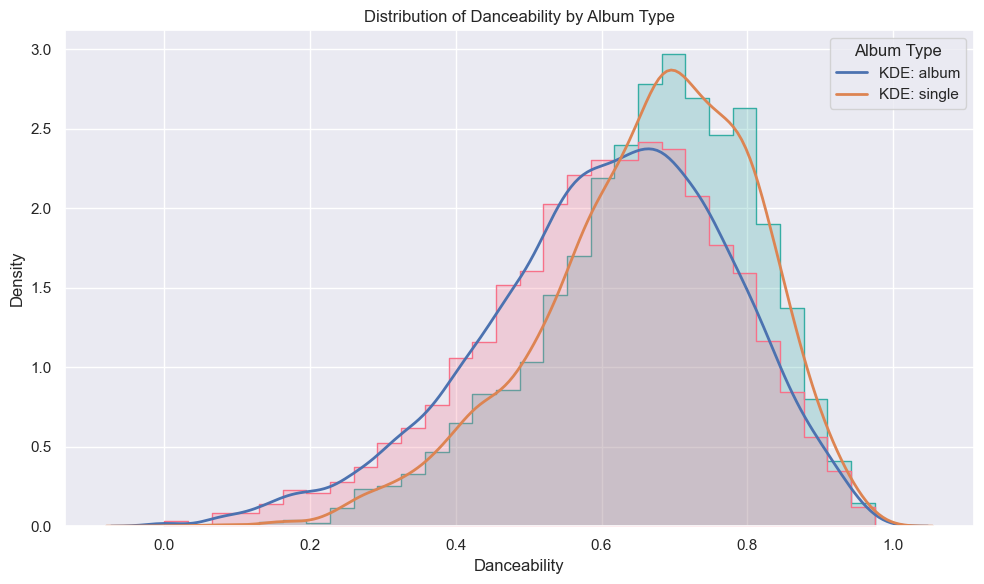 Distribution of Danceability by Album Type
Album Type
KDE: album
KDE: single
Density
3.0
2.5
2.0
1.5
1.0
0.5
0.0
0.0 0.2 0.4 0.6 0.8 1.0
Danceability